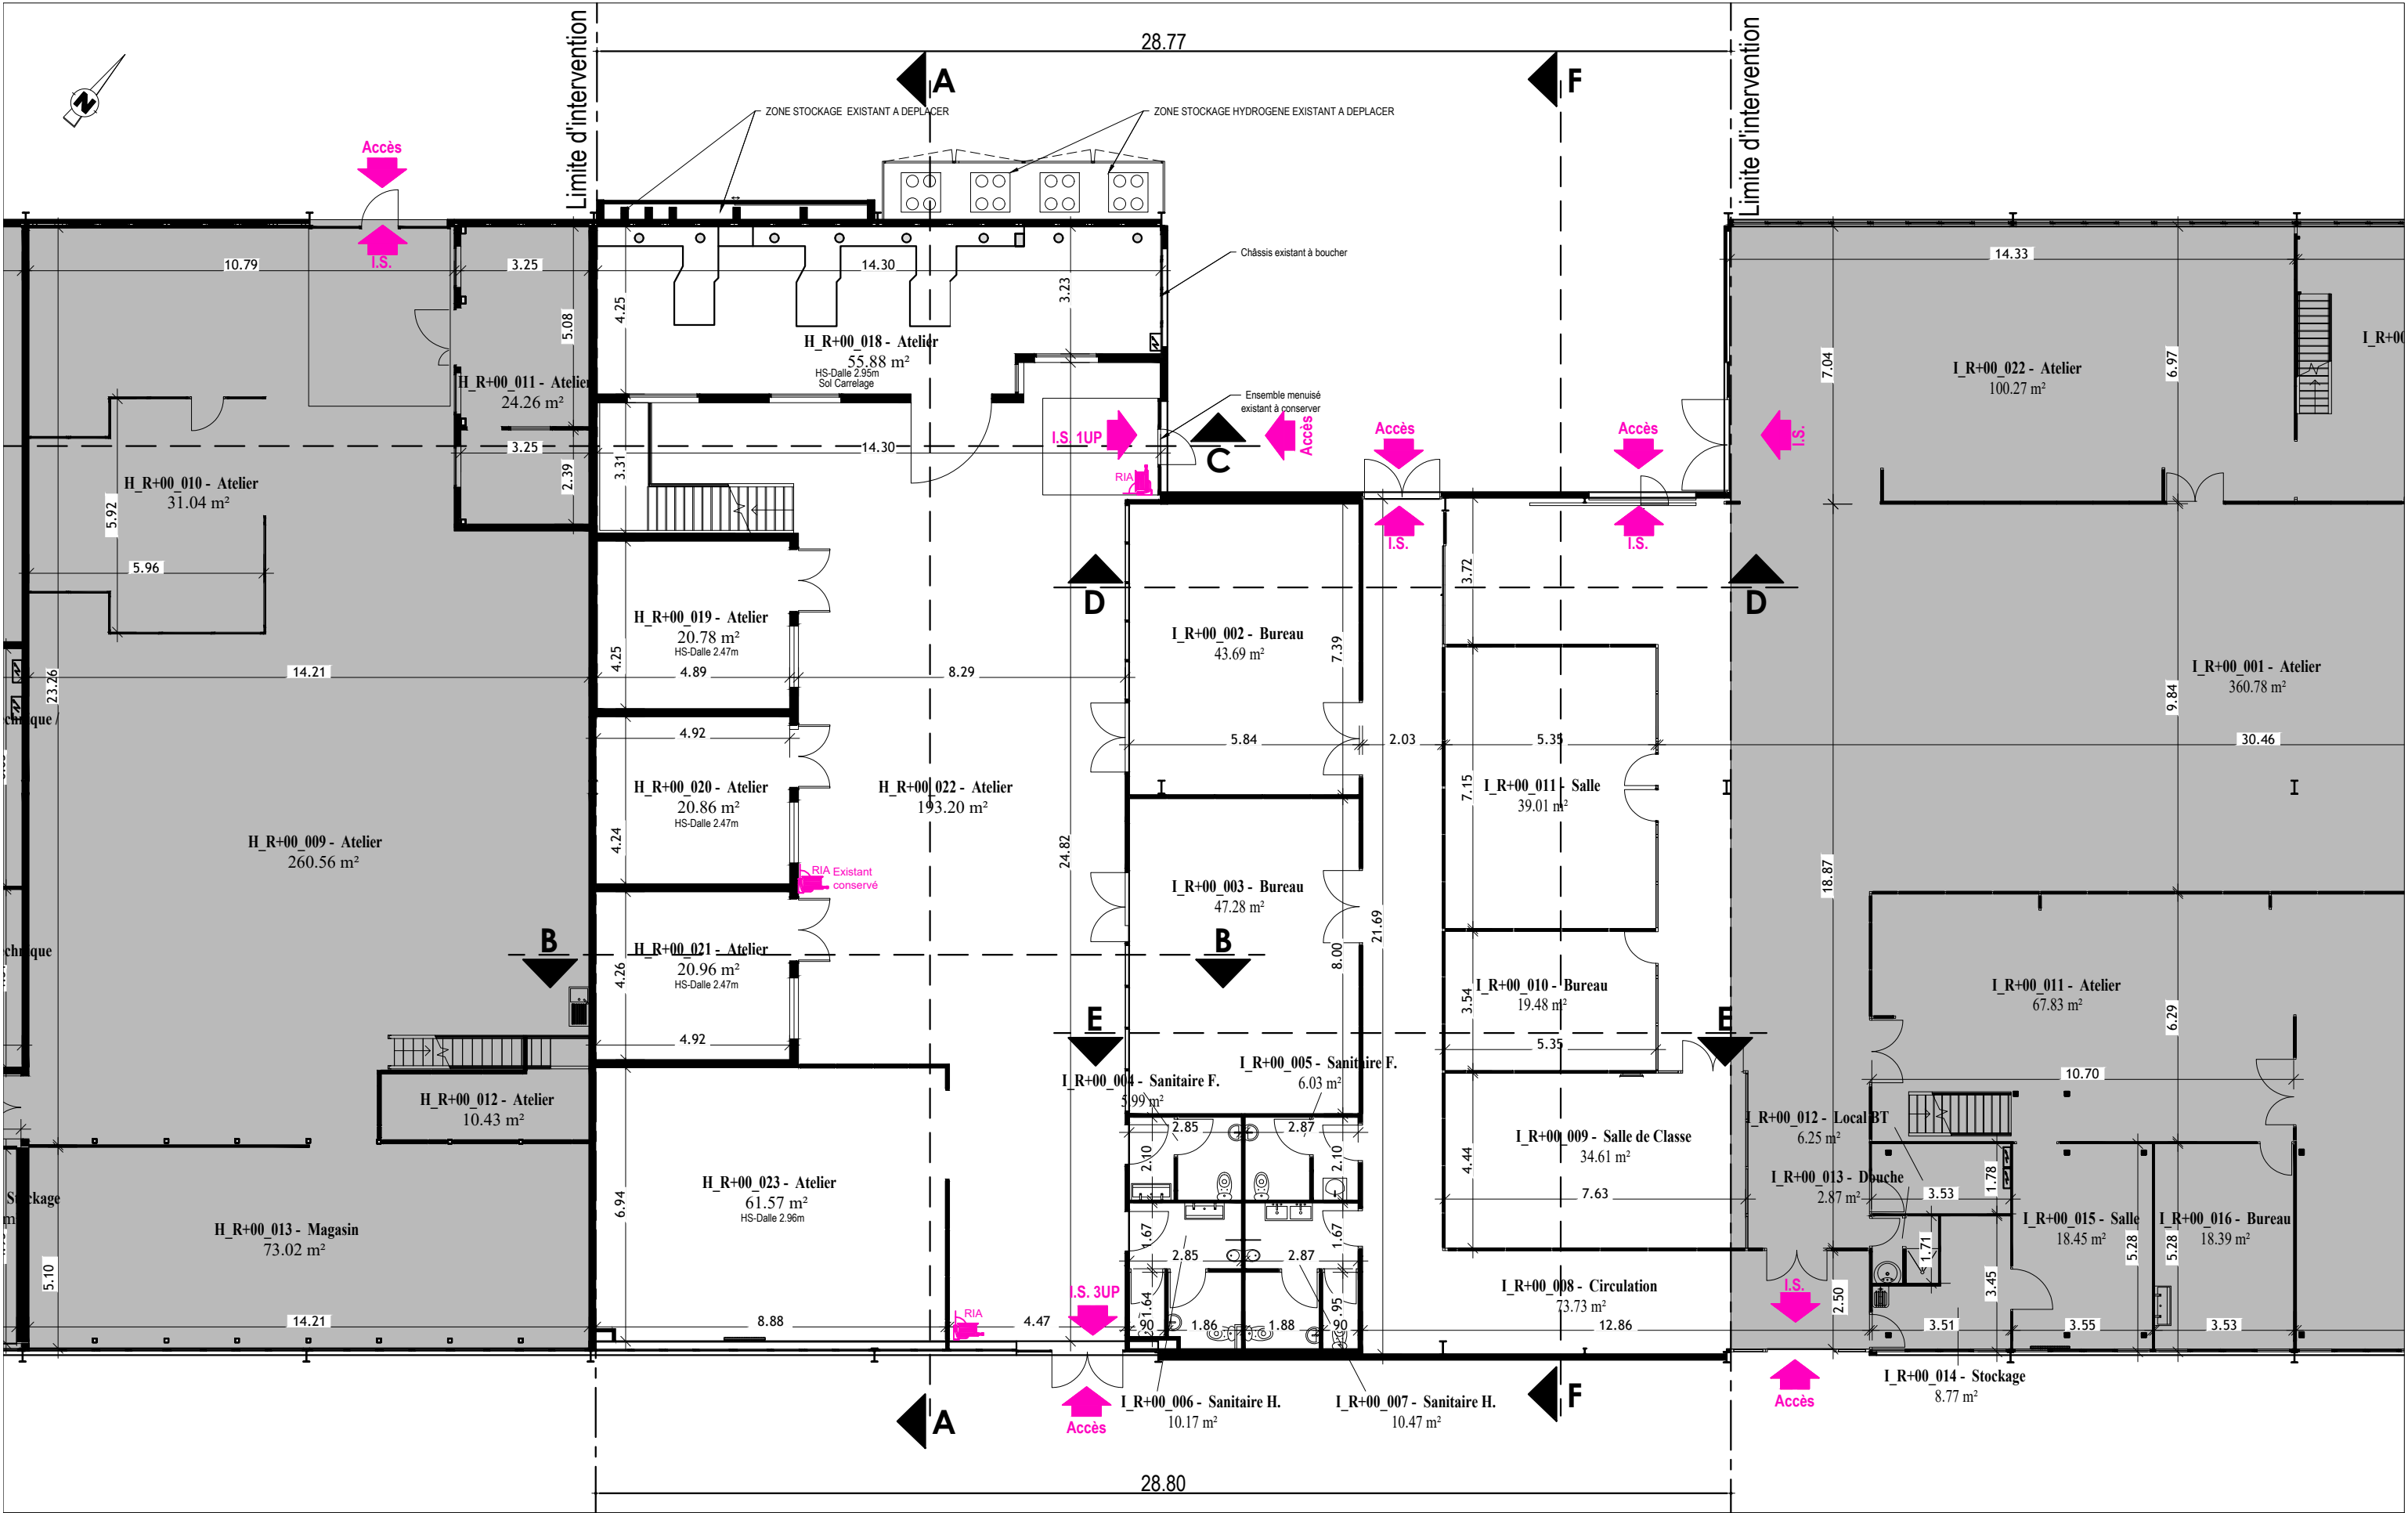 28.77
Limite d'intervention
Limite d'intervention
A
F
N
ZONE STOCKAGE  EXISTANT A DEPLACER
ZONE STOCKAGE HYDROGENE EXISTANT A DEPLACER
Accès
I.S.
10.79
3.25
14.30
3.23
4.25
5.08
Châssis existant à boucher
14.33
7.04
6.97
H_R+00_018 - Atelier
55.88 m²
HS-Dalle 2.95m
Sol Carrelage
H_R+00_011 - Atelier
24.26 m²
I_R+00_022 - Atelier
100.27 m²
I_R+00
Ensemble menuisé
existant à conserver
I.S. 1UP
Accès
C
Accès
I.S.
Accès
I.S.
I.S.
3.25
2.39
14.30
3.31
RIA
H_R+00_010 - Atelier
31.04 m²
5.92
5.96
3.72
D
D
H_R+00_019 - Atelier
20.78 m²
HS-Dalle 2.47m
4.25
4.89
8.29
I_R+00_002 - Bureau
43.69 m²
7.39
I_R+00_001 - Atelier
360.78 m²
9.84
23.26
14.21
chnique /
4.92
5.84
2.03
5.35
30.46
H_R+00_020 - Atelier
20.86 m²
HS-Dalle 2.47m
4.24
H_R+00_022 - Atelier
193.20 m²
24.82
I_R+00_011 - Salle
39.01 m²
7.15
H_R+00_009 - Atelier
260.56 m²
RIA Existant
conservé
I_R+00_003 - Bureau
47.28 m²
8.00
21.69
18.87
chnique
B
B
H_R+00_021 - Atelier
20.96 m²
HS-Dalle 2.47m
4.26
4.92
I_R+00_010 - Bureau
19.48 m²
3.54
5.35
I_R+00_011 - Atelier
67.83 m²
6.29
10.70
E
E
I_R+00_004 - Sanitaire F.
5.99 m²
I_R+00_005 - Sanitaire F.
6.03 m²
H_R+00_012 - Atelier
10.43 m²
2.85
2.87
2.10
2.10
I_R+00_009 - Salle de Classe
34.61 m²
4.44
7.63
I_R+00_012 - Local BT
6.25 m²
I_R+00_013 - Douche
2.87 m²
3.53
1.78
H_R+00_023 - Atelier
61.57 m²
HS-Dalle 2.96m
6.94
Stockage
H_R+00_013 - Magasin
73.02 m²
5.10
14.21
1.67
1.67
2.85
2.87
I_R+00_015 - Salle
18.45 m²
I_R+00_016 - Bureau
18.39 m²
1.71
5.28
5.28
3.45
I_R+00_008 - Circulation
73.73 m²
I.S.
2.50
I.S. 3UP
RIA
8.88
4.47
1.64
90
1.86
1.88
.95
90
12.86
3.51
3.55
3.53
Accès
Accès
I_R+00_006 - Sanitaire H.
10.17 m²
I_R+00_007 - Sanitaire H.
10.47 m²
I_R+00_014 - Stockage
8.77 m²
A
F
28.80